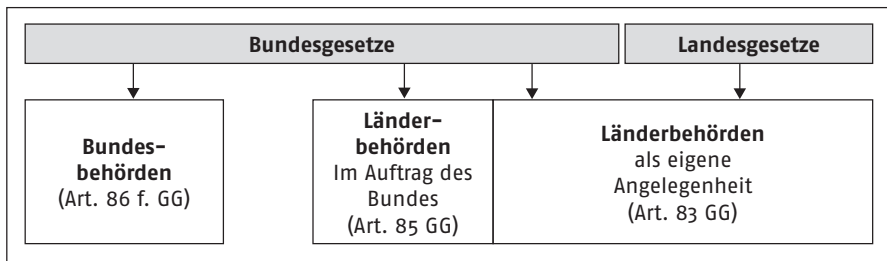 Bundesgesetze
Landesgesetze
Bundes-
behörden
(Art. 86 f. GG)
Länder-
behörden
Im Auftrag des
Bundes
(Art. 85 GG)
Länderbehörden
als eigene
Angelegenheit
(Art. 83 GG)